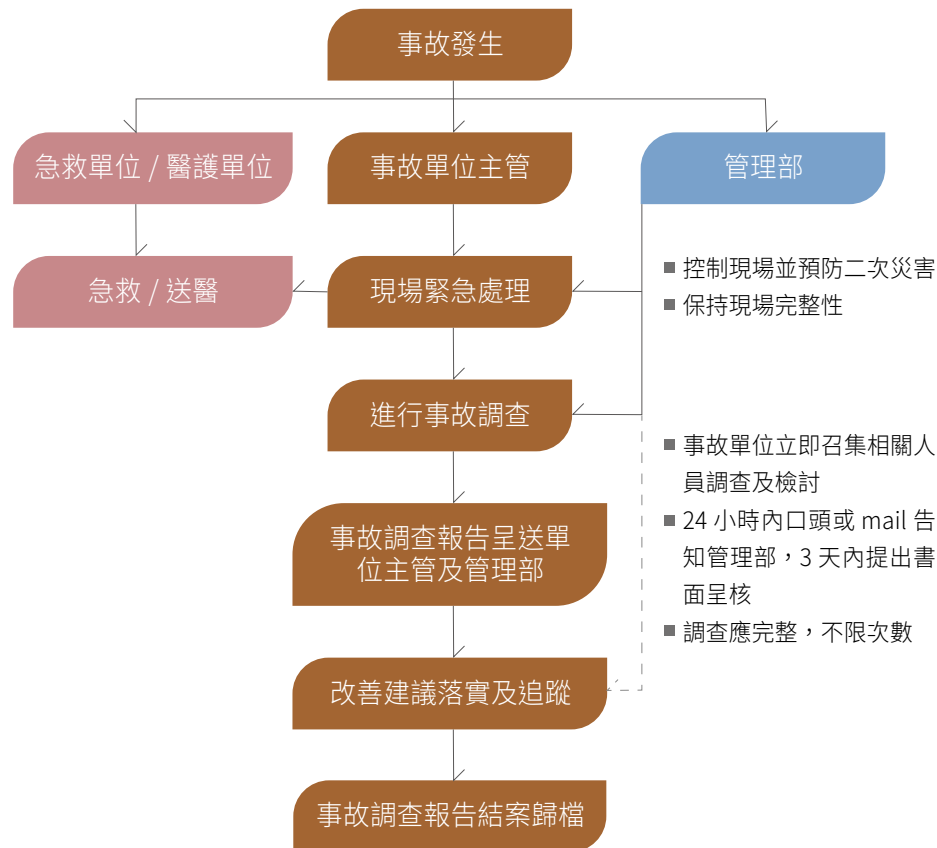 事故發生
急救單位 / 醫護單位
事故單位主管
管理部
急救 / 送醫
現場緊急處理
■ 控制現場並預防二次災害
■ 保持現場完整性
進行事故調查
■ 事故單位立即召集相關人
員調查及檢討
■ 24 小時內口頭或 mail 告
知管理部，3 天內提出書
面呈核
■ 調查應完整，不限次數
事故調查報告呈送單
位主管及管理部
改善建議落實及追蹤
事故調查報告結案歸檔